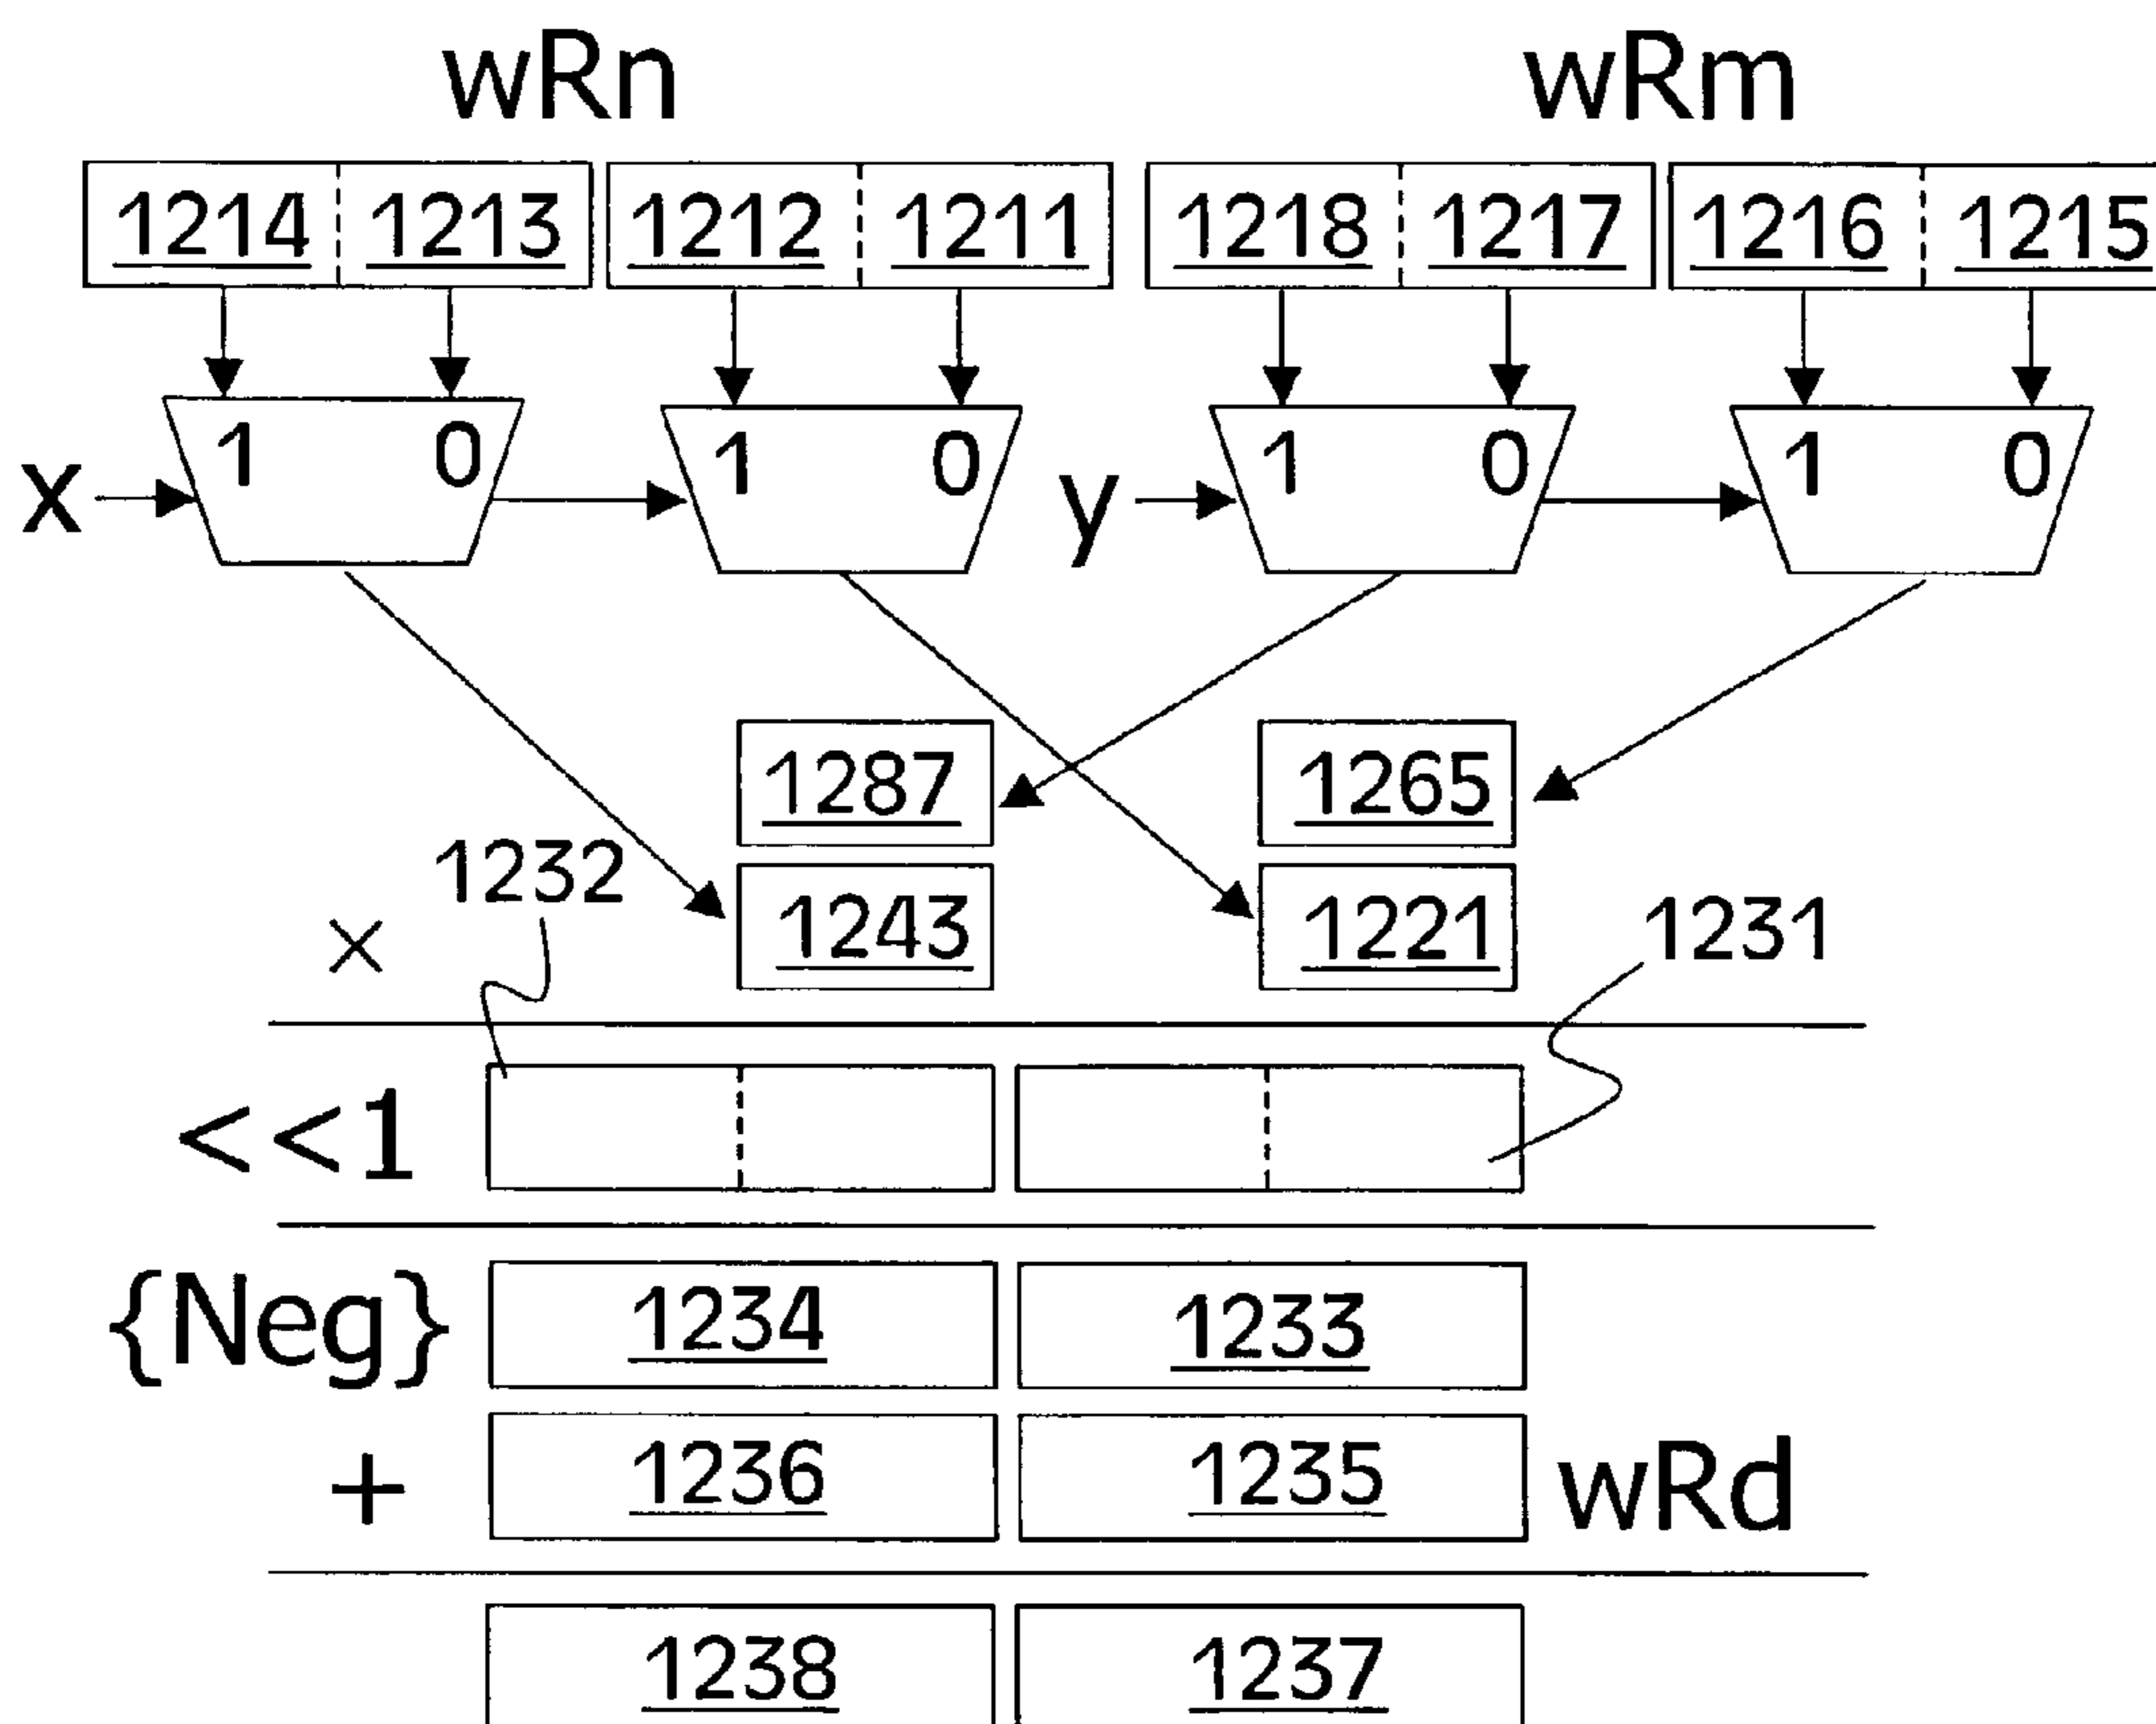 wRn wRm
1214 1213 1212 1211 1218 1217 1216 1215
1 0 1 0 1 0 1 0
x y
1287 1265
1232
× 1243 1221 1231
<<1
{Neg} 1234 1233
+ 1236 1235 wRd
1238 1237